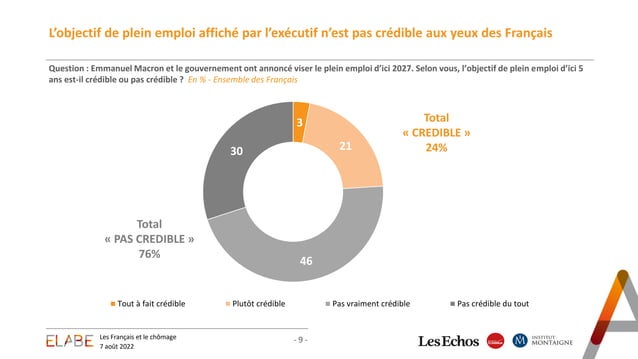 L’objectif de plein emploi affiché par l’exécutif n’est pas crédible aux yeux des Français
Question : Emmanuel Macron et le gouvernement ont annoncé viser le plein emploi d’ici 2027. Selon vous, l’objectif de plein emploi d’ici 5
ans est-il crédible ou pas crédible ? En % - Ensemble des Français
3
21
30
46
Total
« CREDIBLE »
24%
Total
« PAS CREDIBLE »
76%
Tout à fait crédible
Plutôt crédible
Pas vraiment crédible
Pas crédible du tout
ELABE
Les Français et le chômage
7 août 2022
- 9 -
Les Echos
M
INSTITUT
MONTAIGNE